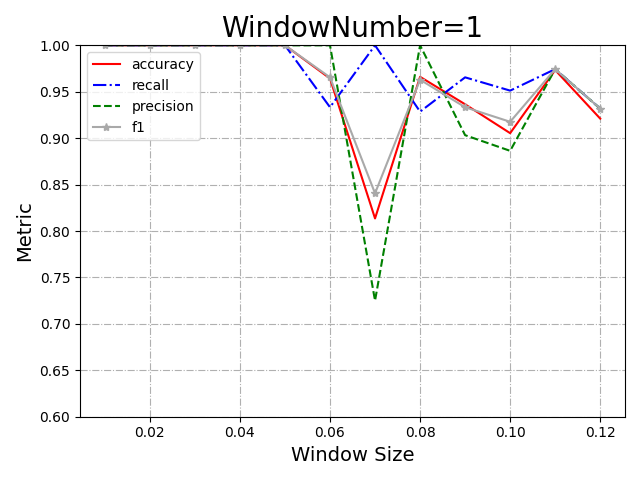 WindowNumber=1
accuracy
recall
precision
f1
Metric
1.00
0.95
0.90
0.85
0.80
0.75
0.70
0.65
0.60
0.02 0.04 0.06 0.08 0.10 0.12
Window Size